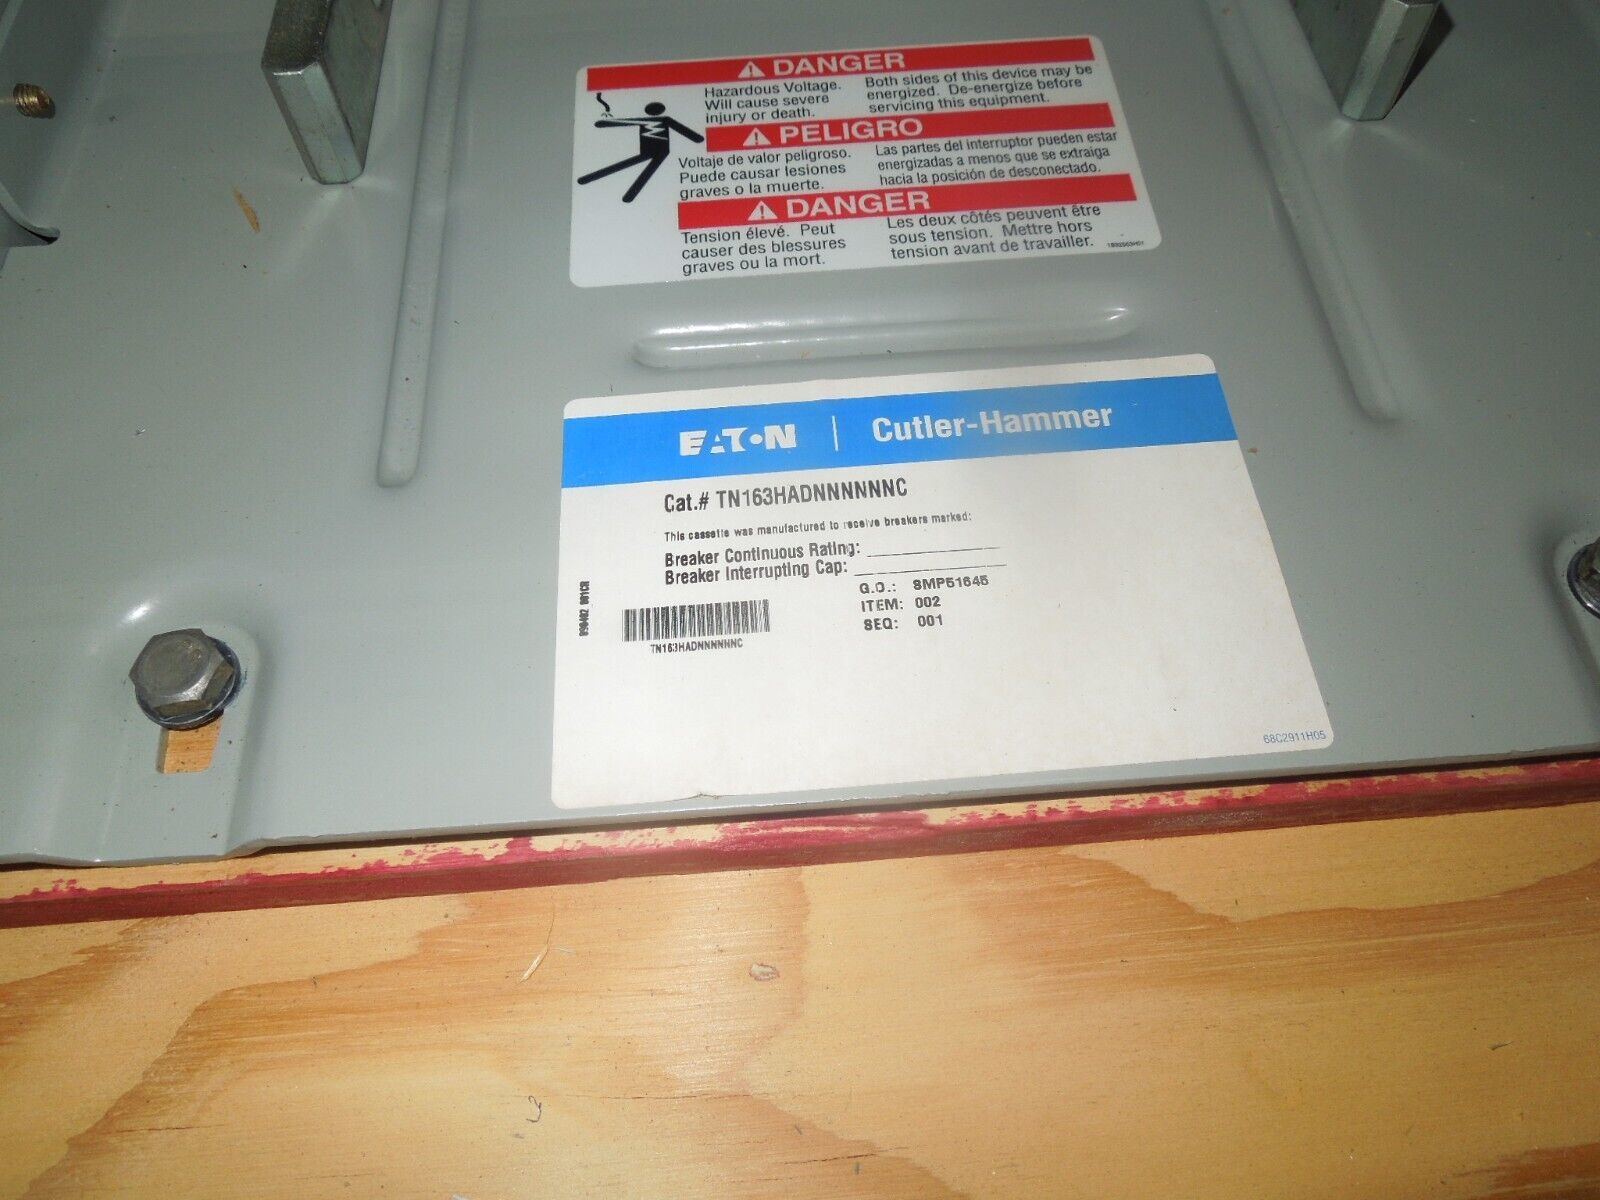 DANGER
Hazardous Voltage.
Will cause severe
injury or death.
Both sides of this device may be
energized. De-energize before
servicing this equipment.
PELIGRO
Voltaje de valor peligroso.
Puede causar lesiones
graves o la muerte.
Las partes del interruptor pueden estar
energizadas a menos que se extraiga
hacia la posición de desconectado.
DANGER
Tension élevé. Peut
causer des blessures
graves ou la mort.
Les deux côtés peuvent être
sous tension. Mettre hors
tension avant de travailler.
EATON | Cutler-Hammer
Cat.# TN163HADNNNNNNC
This cassette was manufactured to receive breakers marked:
Breaker Continuous Rating:
Breaker Interrupting Cap:
G.O.: SMP51645
ITEM: 002
SEQ: 001
TN163HADNNNNNNC
68C2911H05